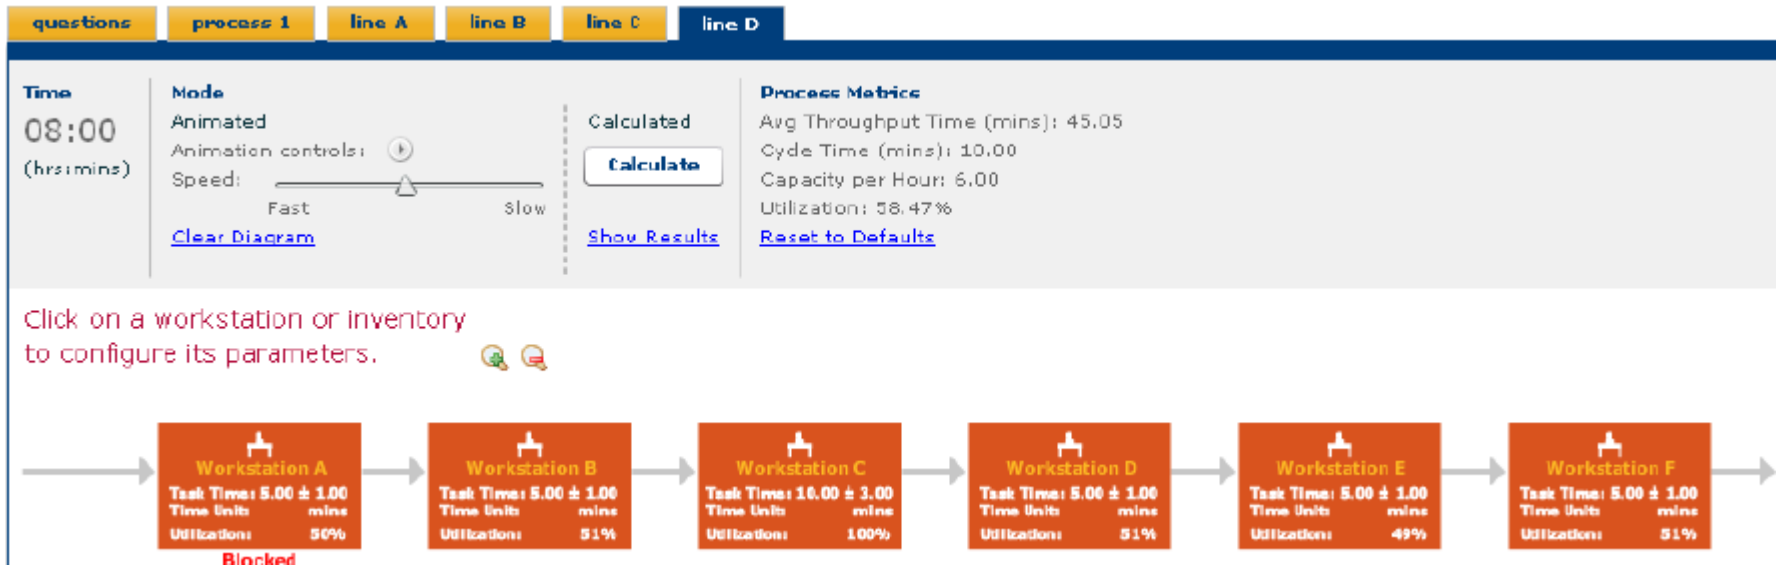 questions process 1 line A line B line C line D
Time
08:00
(hrs:mins)
Mode
Animated
Animation controls:
Speed:
Fast Slow
Clear Diagram
Calculated
Calculate
Show Results
Process Metrics
Avg Throughput Time (mins): 45.05
Cycle Time (mins): 10.00
Capacity per Hour: 6.00
Utilization: 58.47%
Reset to Defaults
Click on a workstation or inventory
to configure its parameters.
Workstation A
Task Time: 5.00 ± 1.00
Time Unit: mins
Utilization: 50%
Blocked
Workstation B
Task Time: 5.00 ± 1.00
Time Unit: mins
Utilization: 51%
Workstation C
Task Time: 10.00 ± 3.00
Time Unit: mins
Utilization: 100%
Workstation D
Task Time: 5.00 ± 1.00
Time Unit: mins
Utilization: 51%
Workstation E
Task Time: 5.00 ± 1.00
Time Unit: mins
Utilization: 49%
Workstation F
Task Time: 5.00 ± 1.00
Time Unit: mins
Utilization: 51%